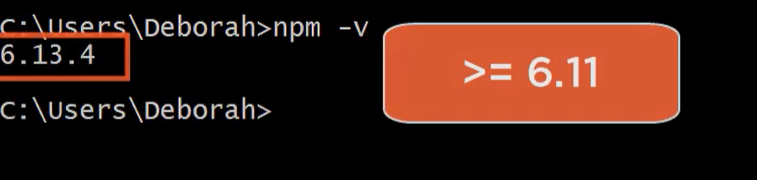 C:\Users\Deborah>npm -v
6.13.4
>= 6.11
C:\Users\Deborah>